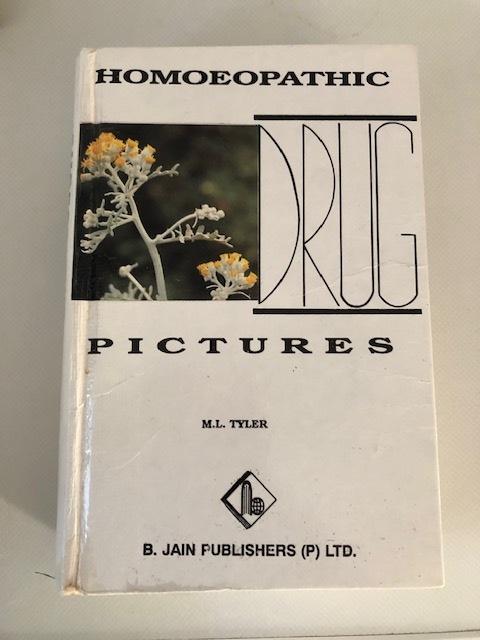 HOMOEOPATHIC
DRUG
PICTURES
M.L. TYLER
B. JAIN PUBLISHERS (P) LTD.